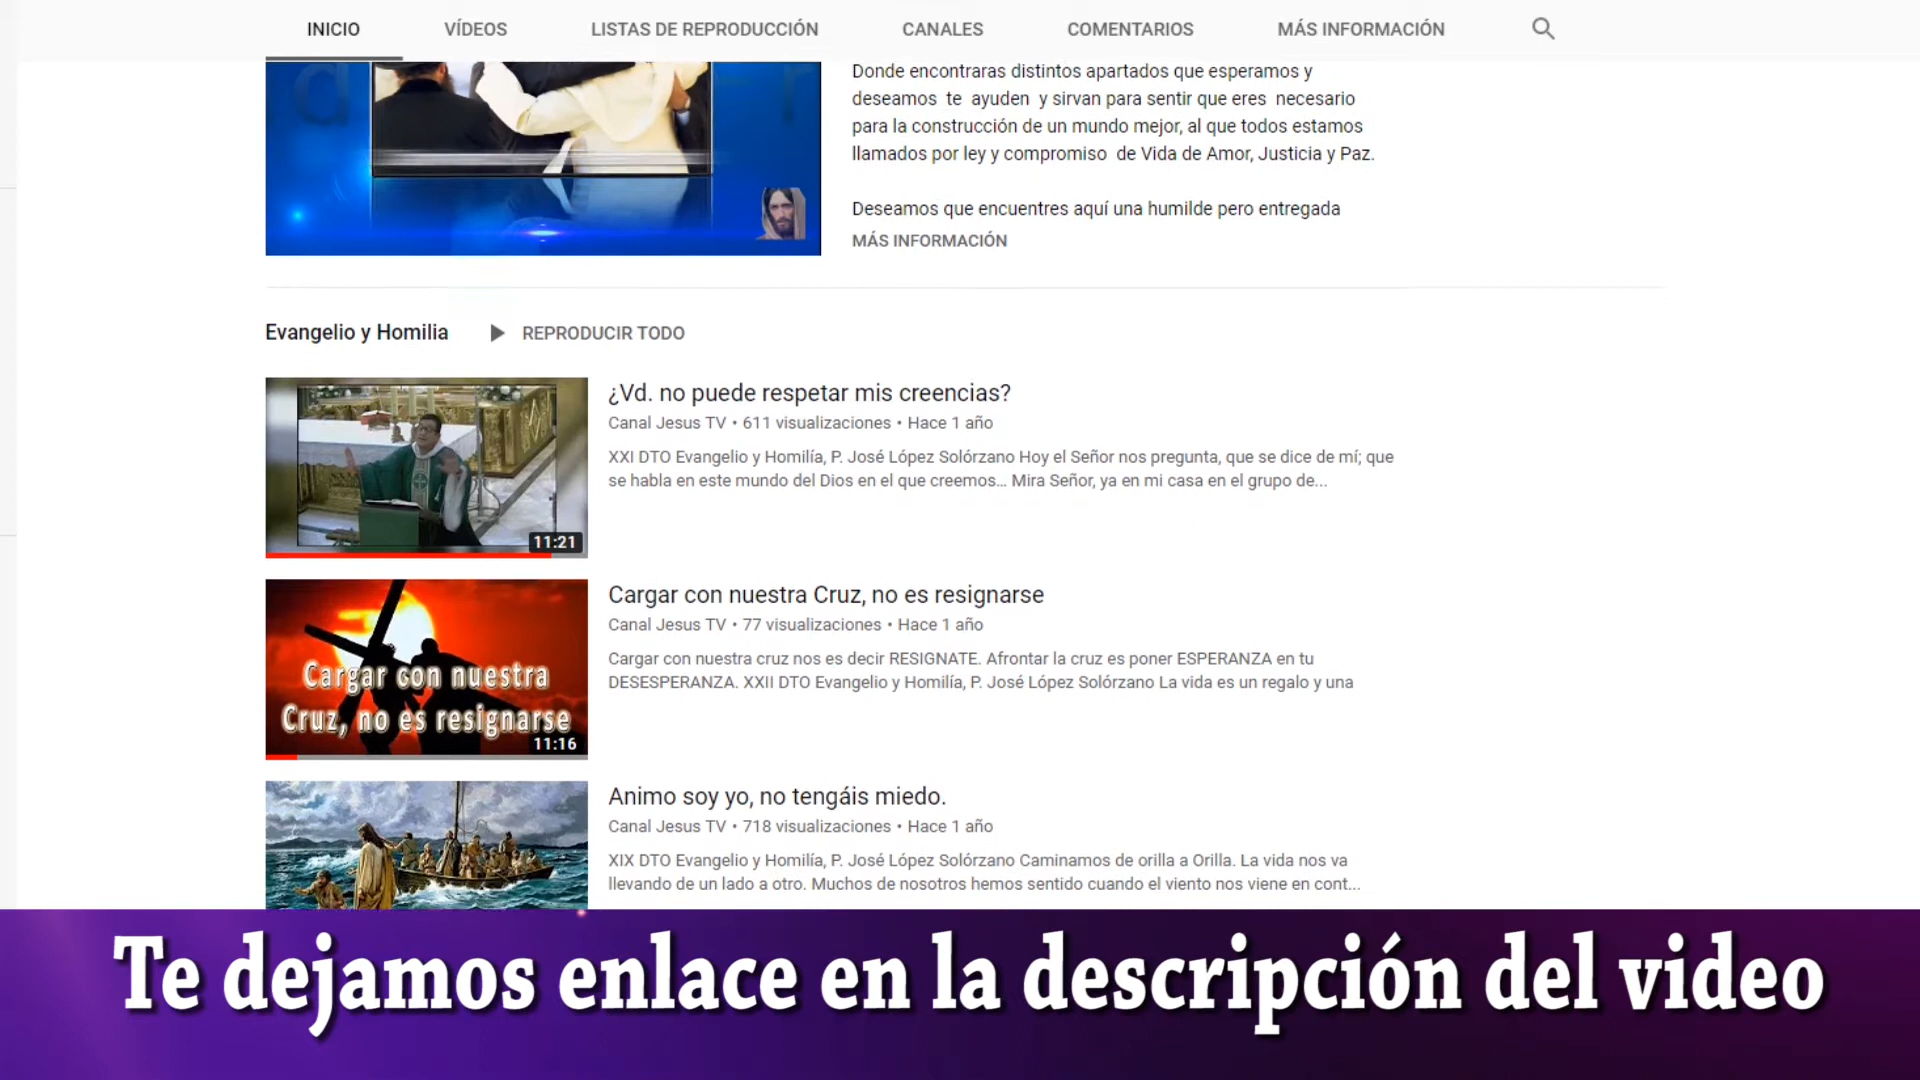 INICIO
VÍDEOS
LISTAS DE REPRODUCCIÓN
CANALES
COMENTARIOS
MÁS INFORMACIÓN
Donde encontraras distintos apartados que esperamos y
deseamos te ayuden y sirvan para sentir que eres necesario
para la construcción de un mundo mejor, al que todos estamos
llamados por ley y compromiso de Vida de Amor, Justicia y Paz.
Deseamos que encuentres aquí una humilde pero entregada
MÁS INFORMACIÓN
Evangelio y Homilia
REPRODUCIR TODO
11:21
¿Vd. no puede respetar mis creencias?
Canal Jesus TV • 611 visualizaciones • Hace 1 año
XXI DTO Evangelio y Homilía, P. José López Solórzano Hoy el Señor nos pregunta, que se dice de mí; que
se habla en este mundo del Dios en el que creemos... Mira Señor, ya en mi casa en el grupo de...
Cargar con nuestra
Cruz, no es resignarse
11:16
Cargar con nuestra Cruz, no es resignarse
Canal Jesus TV • 77 visualizaciones • Hace 1 año
Cargar con nuestra cruz nos es decir RESIGNATE. Afrontar la cruz es poner ESPERANZA en tu
DESESPERANZA. XXII DTO Evangelio y Homilía, P. José López Solórzano La vida es un regalo y una
Animo soy yo, no tengáis miedo.
Canal Jesus TV • 718 visualizaciones • Hace 1 año
XIX DTO Evangelio y Homilía, P. José López Solórzano Caminamos de orilla a Orilla. La vida nos va
llevando de un lado a otro. Muchos de nosotros hemos sentido cuando el viento nos viene en cont...
Te dejamos enlace en la descripción del video